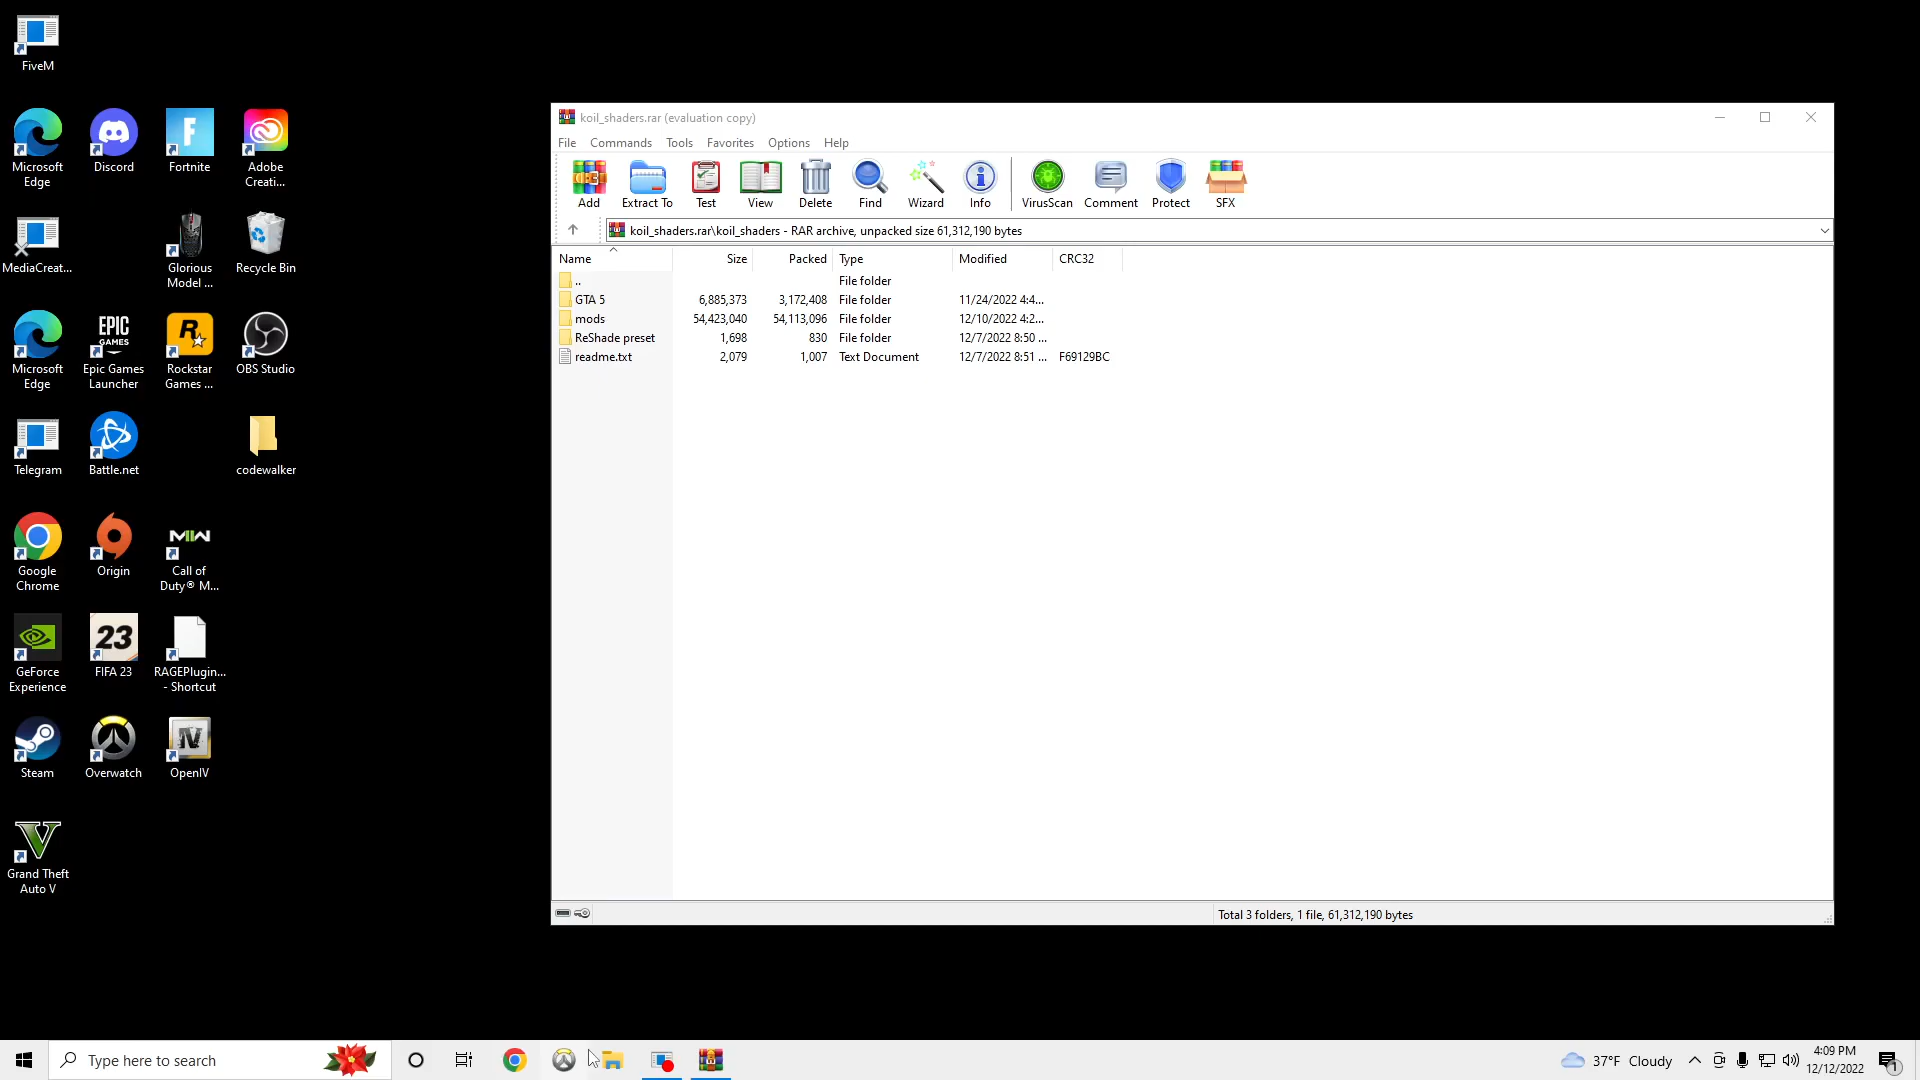 FiveM
Microsoft
Edge
Discord
Fortnite
Adobe
Creati...
MediaCreat...
Glorious
Model ...
Recycle Bin
Microsoft
Edge
EPIC
GAMES
Epic Games
Launcher
Rockstar
Games ...
OBS Studio
Telegram
Battle.net
codewalker
Google
Chrome
Origin
MWII
Call of
Duty® M...
GeForce
Experience
23
FIFA 23
RAGEPlugin...
- Shortcut
Steam
Overwatch
OpenIV
Grand Theft
Auto V
koil_shaders.rar (evaluation copy)
File Commands Tools Favorites Options Help
Add Extract To Test View Delete Find Wizard Info VirusScan Comment Protect SFX
koil_shaders.rar\koil_shaders - RAR archive, unpacked size 61,312,190 bytes
Name Size Packed Type Modified CRC32
.. File folder
GTA 5 6,885,373 3,172,408 File folder 11/24/2022 4:4...
mods 54,423,040 54,113,096 File folder 12/10/2022 4:2...
ReShade preset 1,698 830 File folder 12/7/2022 8:50 ...
readme.txt 2,079 1,007 Text Document 12/7/2022 8:51 ... F69129BC
Total 3 folders, 1 file, 61,312,190 bytes
Type here to search
37°F Cloudy
4:09 PM
12/12/2022
1